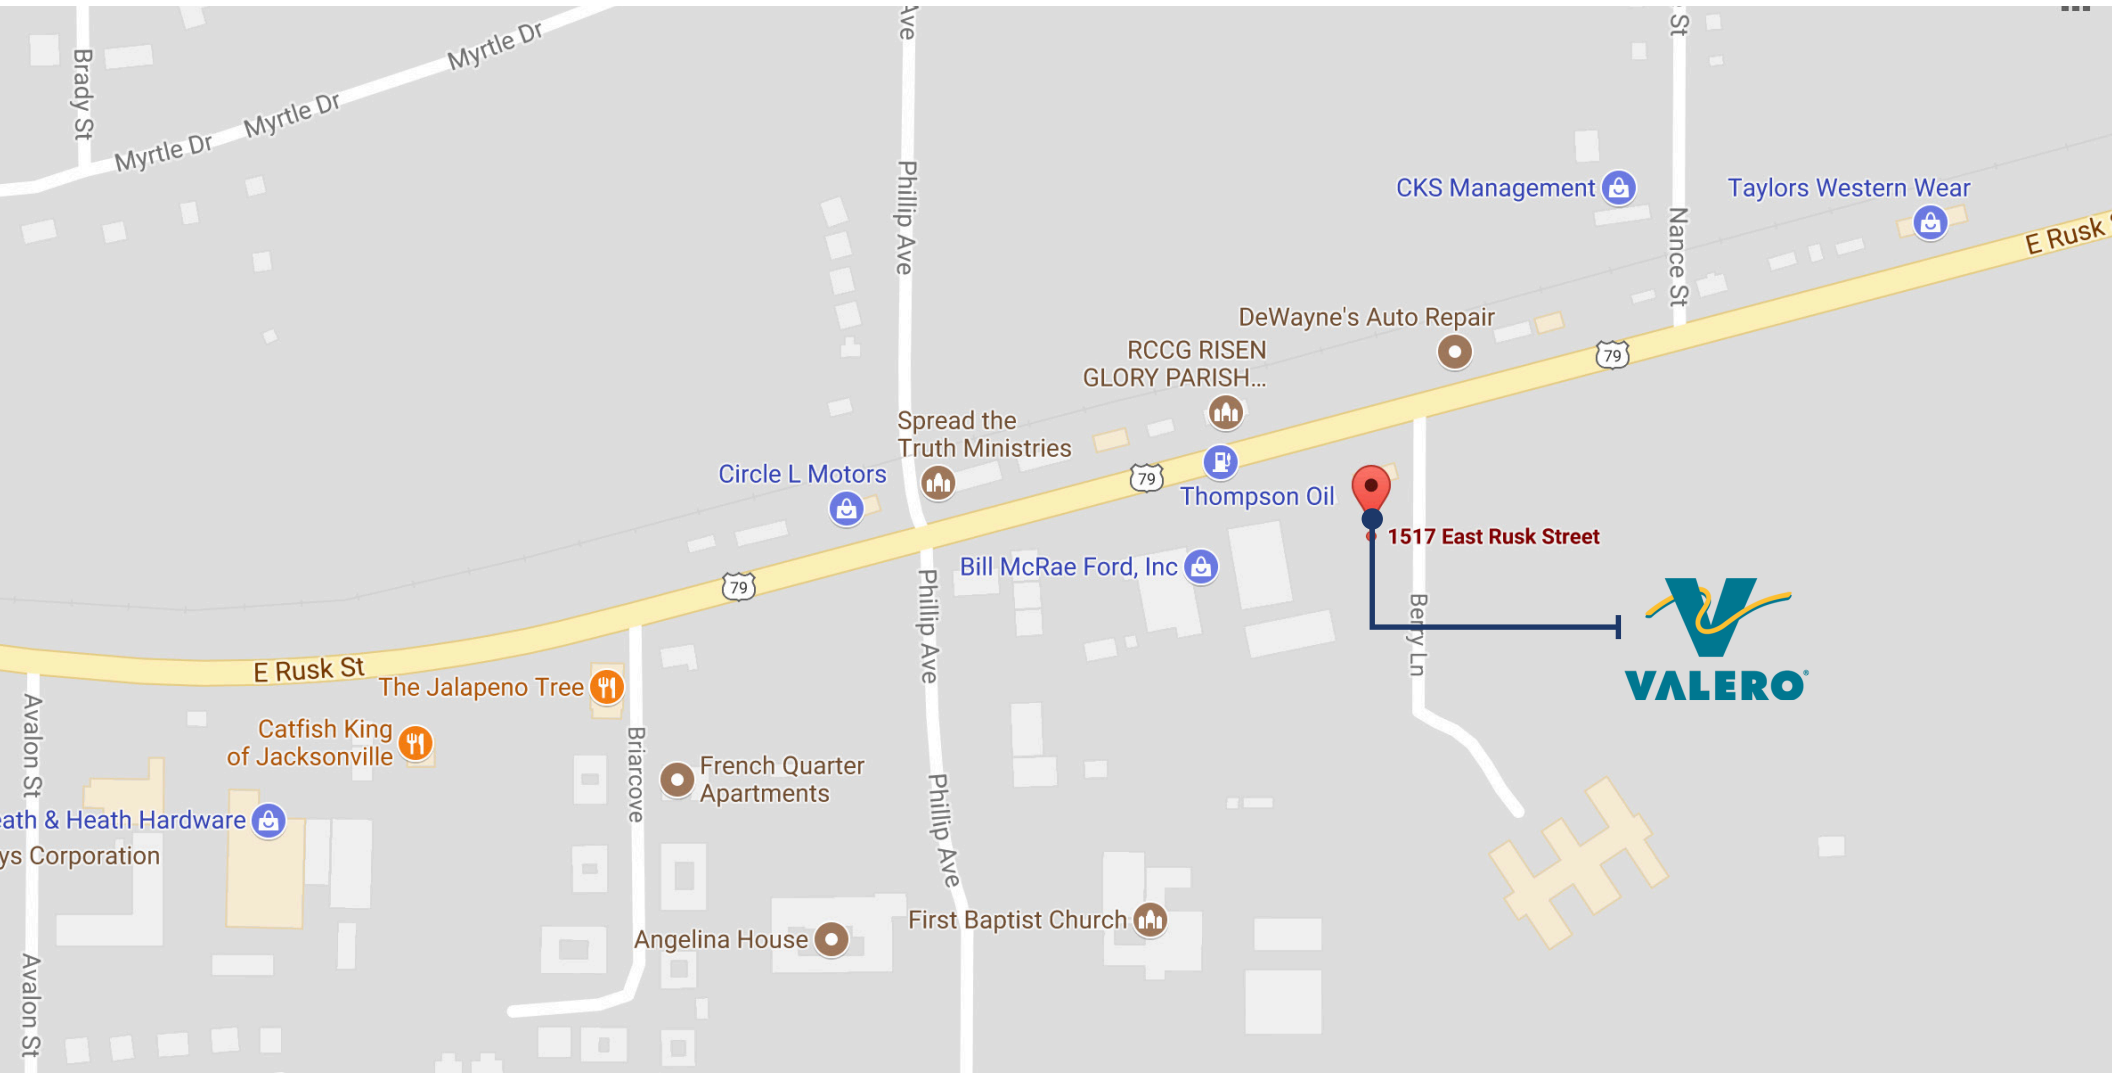 Ave
St
Brady St
Myrtle Dr
Myrtle Dr
Myrtle Dr
Phillip Ave
CKS Management
Taylors Western Wear
Nance St
E Rusk
DeWayne's Auto Repair
RCCG RISEN
GLORY PARISH...
79
Spread the
Truth Ministries
Circle L Motors
79
Thompson Oil
1517 East Rusk Street
Bill McRae Ford, Inc
79
Phillip Ave
Berry Ln
VALERO®
E Rusk St
The Jalapeno Tree
Catfish King
of Jacksonville
Avalon St
Briarcove
French Quarter
Apartments
Phillip Ave
eath & Heath Hardware
ys Corporation
First Baptist Church
Angelina House
Avalon St